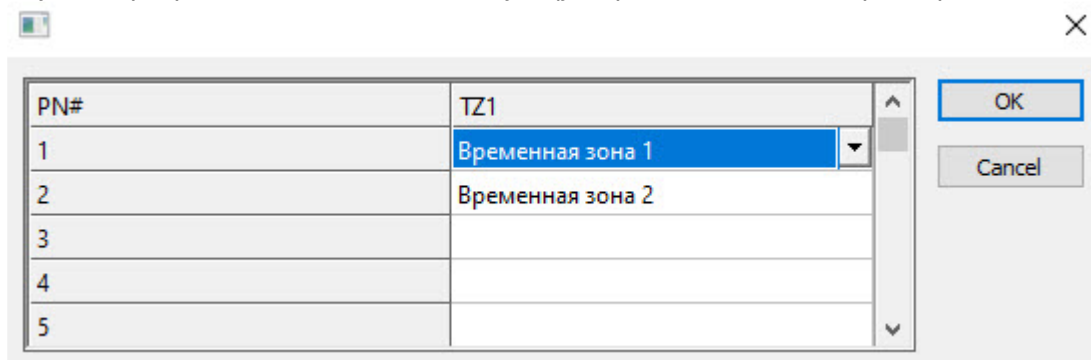 PN# TZ1 OK
1 Временная зона 1 Cancel
2 Временная зона 2
3
4
5